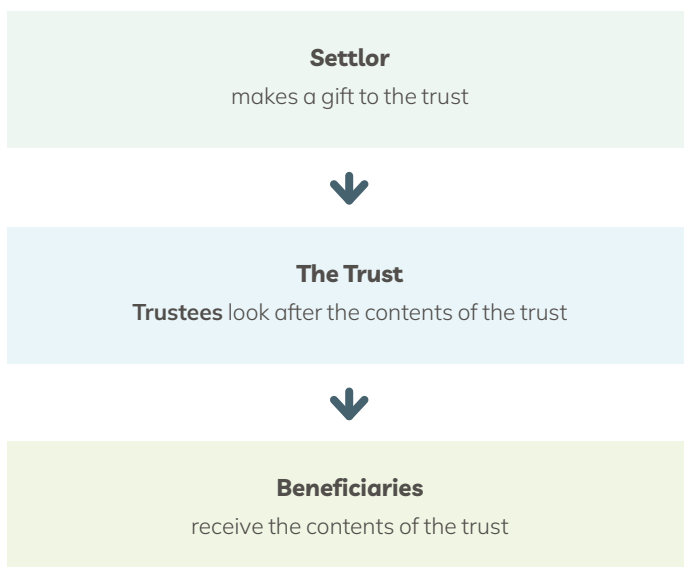 Settlor
makes a gift to the trust
The Trust
Trustees look after the contents of the trust
Beneficiaries
receive the contents of the trust